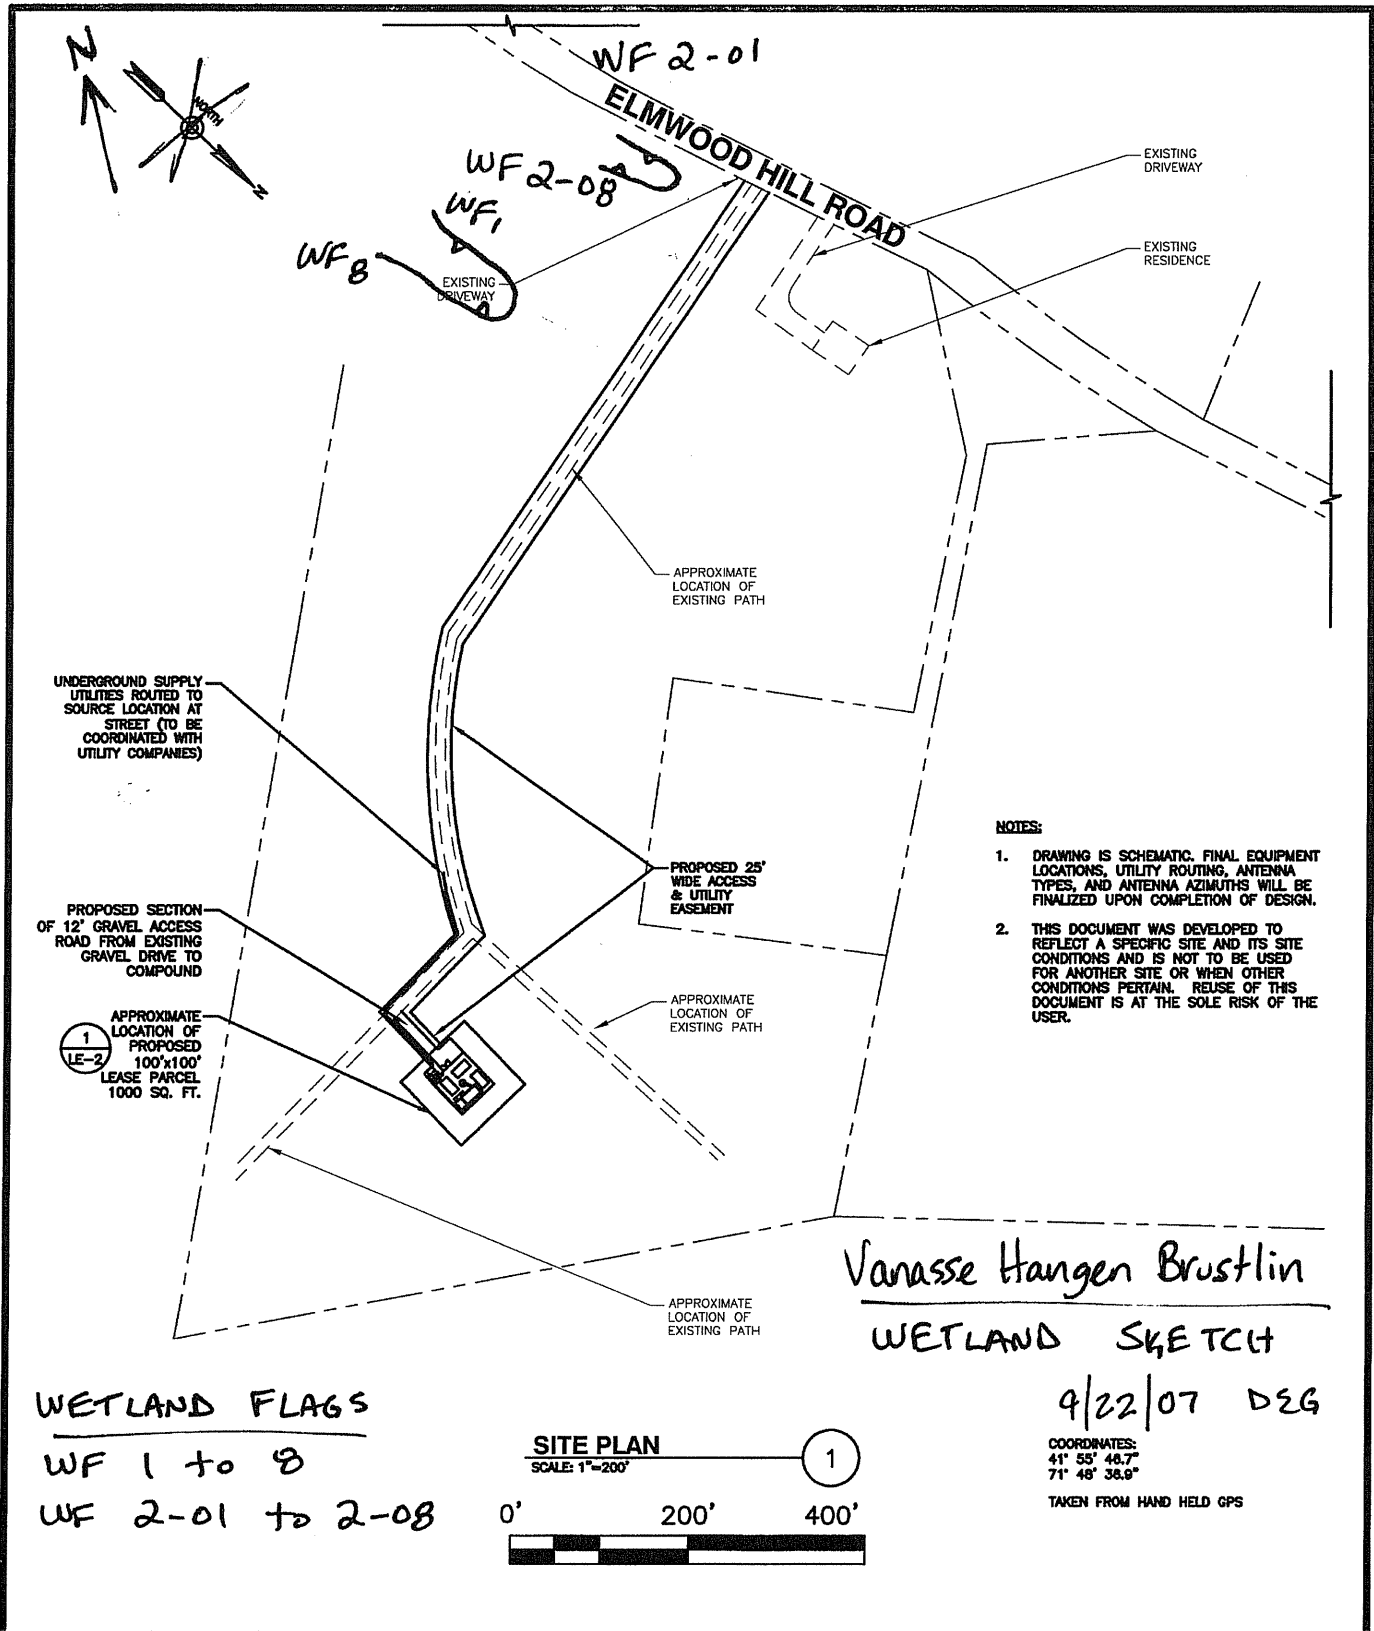 N
NORTH
N
WF 2-01
ELMWOOD HILL ROAD
WF 2-08
WF1
WF8
EXISTING
DRIVEWAY
EXISTING
DRIVEWAY
EXISTING
RESIDENCE
APPROXIMATE
LOCATION OF
EXISTING PATH
UNDERGROUND SUPPLY
UTILITIES ROUTED TO
SOURCE LOCATION AT
STREET (TO BE
COORDINATED WITH
UTILITY COMPANIES)
PROPOSED 25'
WIDE ACCESS
& UTILITY
EASEMENT
PROPOSED SECTION
OF 12' GRAVEL ACCESS
ROAD FROM EXISTING
GRAVEL DRIVE TO
COMPOUND
APPROXIMATE
LOCATION OF
PROPOSED
100'x100'
LEASE PARCEL
1000 SQ. FT.
1
LE-2
APPROXIMATE
LOCATION OF
EXISTING PATH
APPROXIMATE
LOCATION OF
EXISTING PATH
NOTES:
1. DRAWING IS SCHEMATIC. FINAL EQUIPMENT
LOCATIONS, UTILITY ROUTING, ANTENNA
TYPES, AND ANTENNA AZIMUTHS WILL BE
FINALIZED UPON COMPLETION OF DESIGN.
2. THIS DOCUMENT WAS DEVELOPED TO
REFLECT A SPECIFIC SITE AND ITS SITE
CONDITIONS AND IS NOT TO BE USED
FOR ANOTHER SITE OR WHEN OTHER
CONDITIONS PERTAIN. REUSE OF THIS
DOCUMENT IS AT THE SOLE RISK OF THE
USER.
Vanasse Hangen Brustlin
WETLAND SKETCH
9/22/07 DEG
COORDINATES:
41° 55' 46.7"
71° 48' 36.9"
TAKEN FROM HAND HELD GPS
WETLAND FLAGS
WF 1 to 8
WF 2-01 to 2-08
SITE PLAN
SCALE: 1"=200'
1
0' 200' 400'